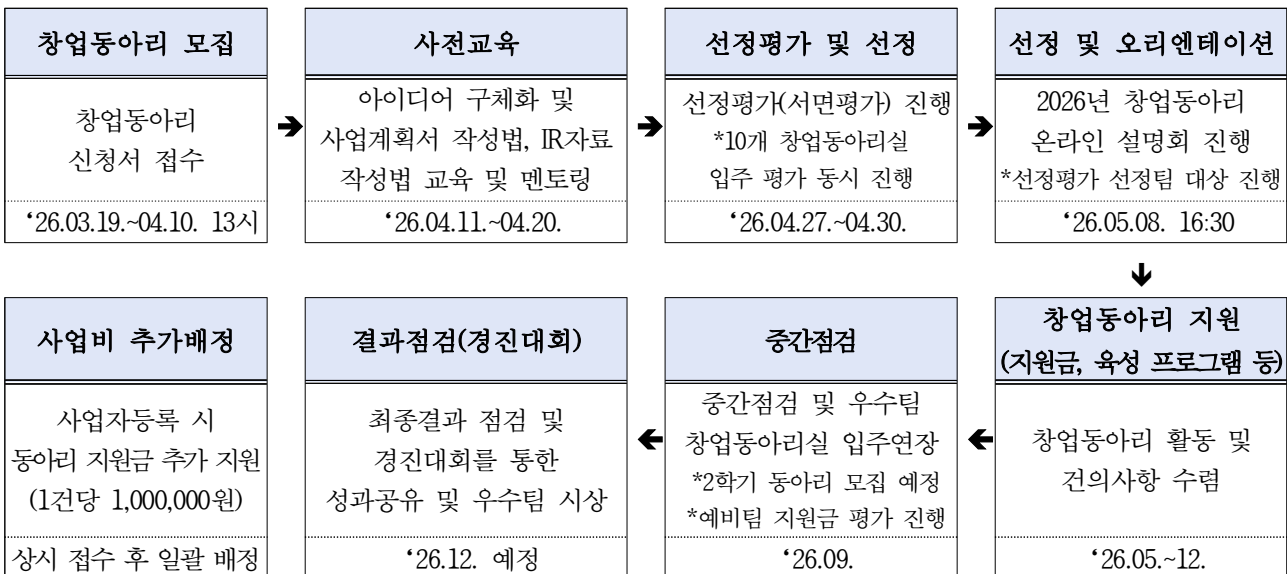 창업동아리 모집
창업동아리
신청서 접수
‘26.03.19.~04.10. 13시
➔
사전교육
아이디어 구체화 및
사업계획서 작성법, IR자료
작성법 교육 및 멘토링
‘26.04.11.~04.20.
➔
선정평가 및 선정
선정평가(서면평가) 진행
*10개 창업동아리실
입주 평가 동시 진행
‘26.04.27.~04.30.
➔
선정 및 오리엔테이션
2026년 창업동아리
온라인 설명회 진행
*선정평가 선정팀 대상 진행
‘26.05.08. 16:30
창업동아리 지원
(지원금, 육성 프로그램 등)
창업동아리 활동 및
건의사항 수렴
‘26.05.~12.
중간점검
중간점검 및 우수팀
창업동아리실 입주연장
*2학기 동아리 모집 예정
*예비팀 지원금 평가 진행
‘26.09.
결과점검(경진대회)
최종결과 점검 및
경진대회를 통한
성과공유 및 우수팀 시상
‘26.12. 예정
사업비 추가배정
사업자등록 시
동아리 지원금 추가 지원
(1건당 1,000,000원)
상시 접수 후 일괄 배정